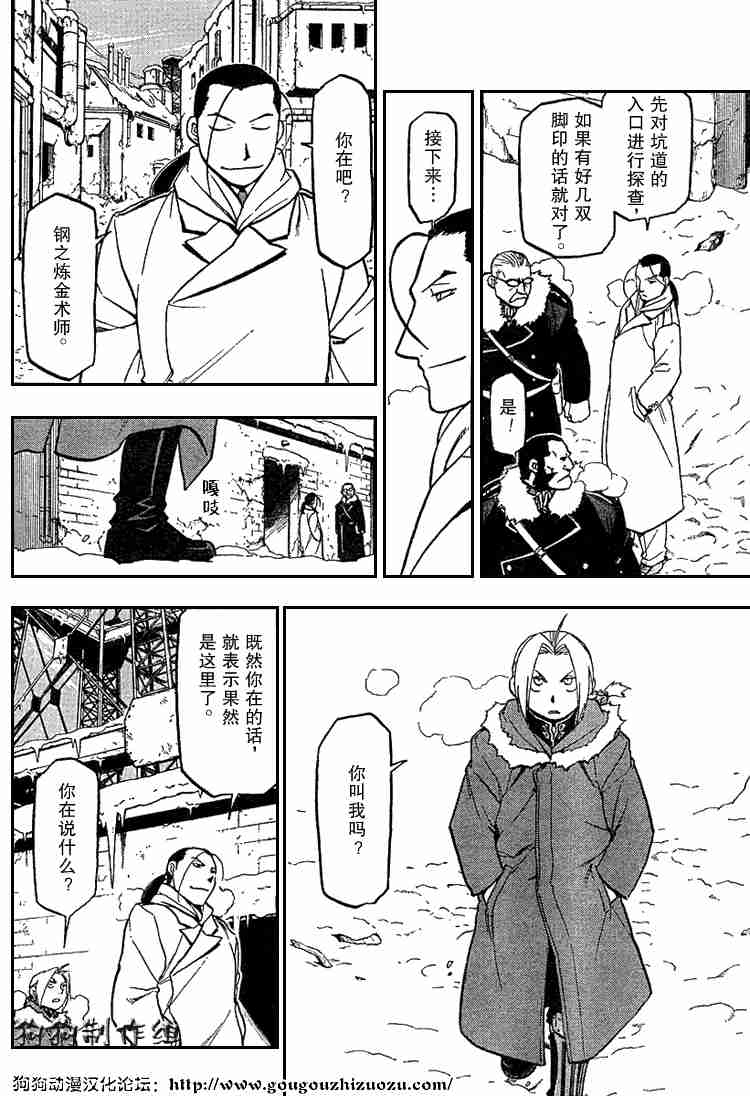 先对坑道的
入口进行探查，
如果有好几双
脚印的话就对了。
是！
接下来…
你在吧？
钢之炼金术师。
嘎吱
你叫我吗？
既然你在的话，
就表示果然
是这里了。
你在说什么？
狗狗制作组
狗狗动漫汉化论坛：http://www.gougouzhizuozu.com/